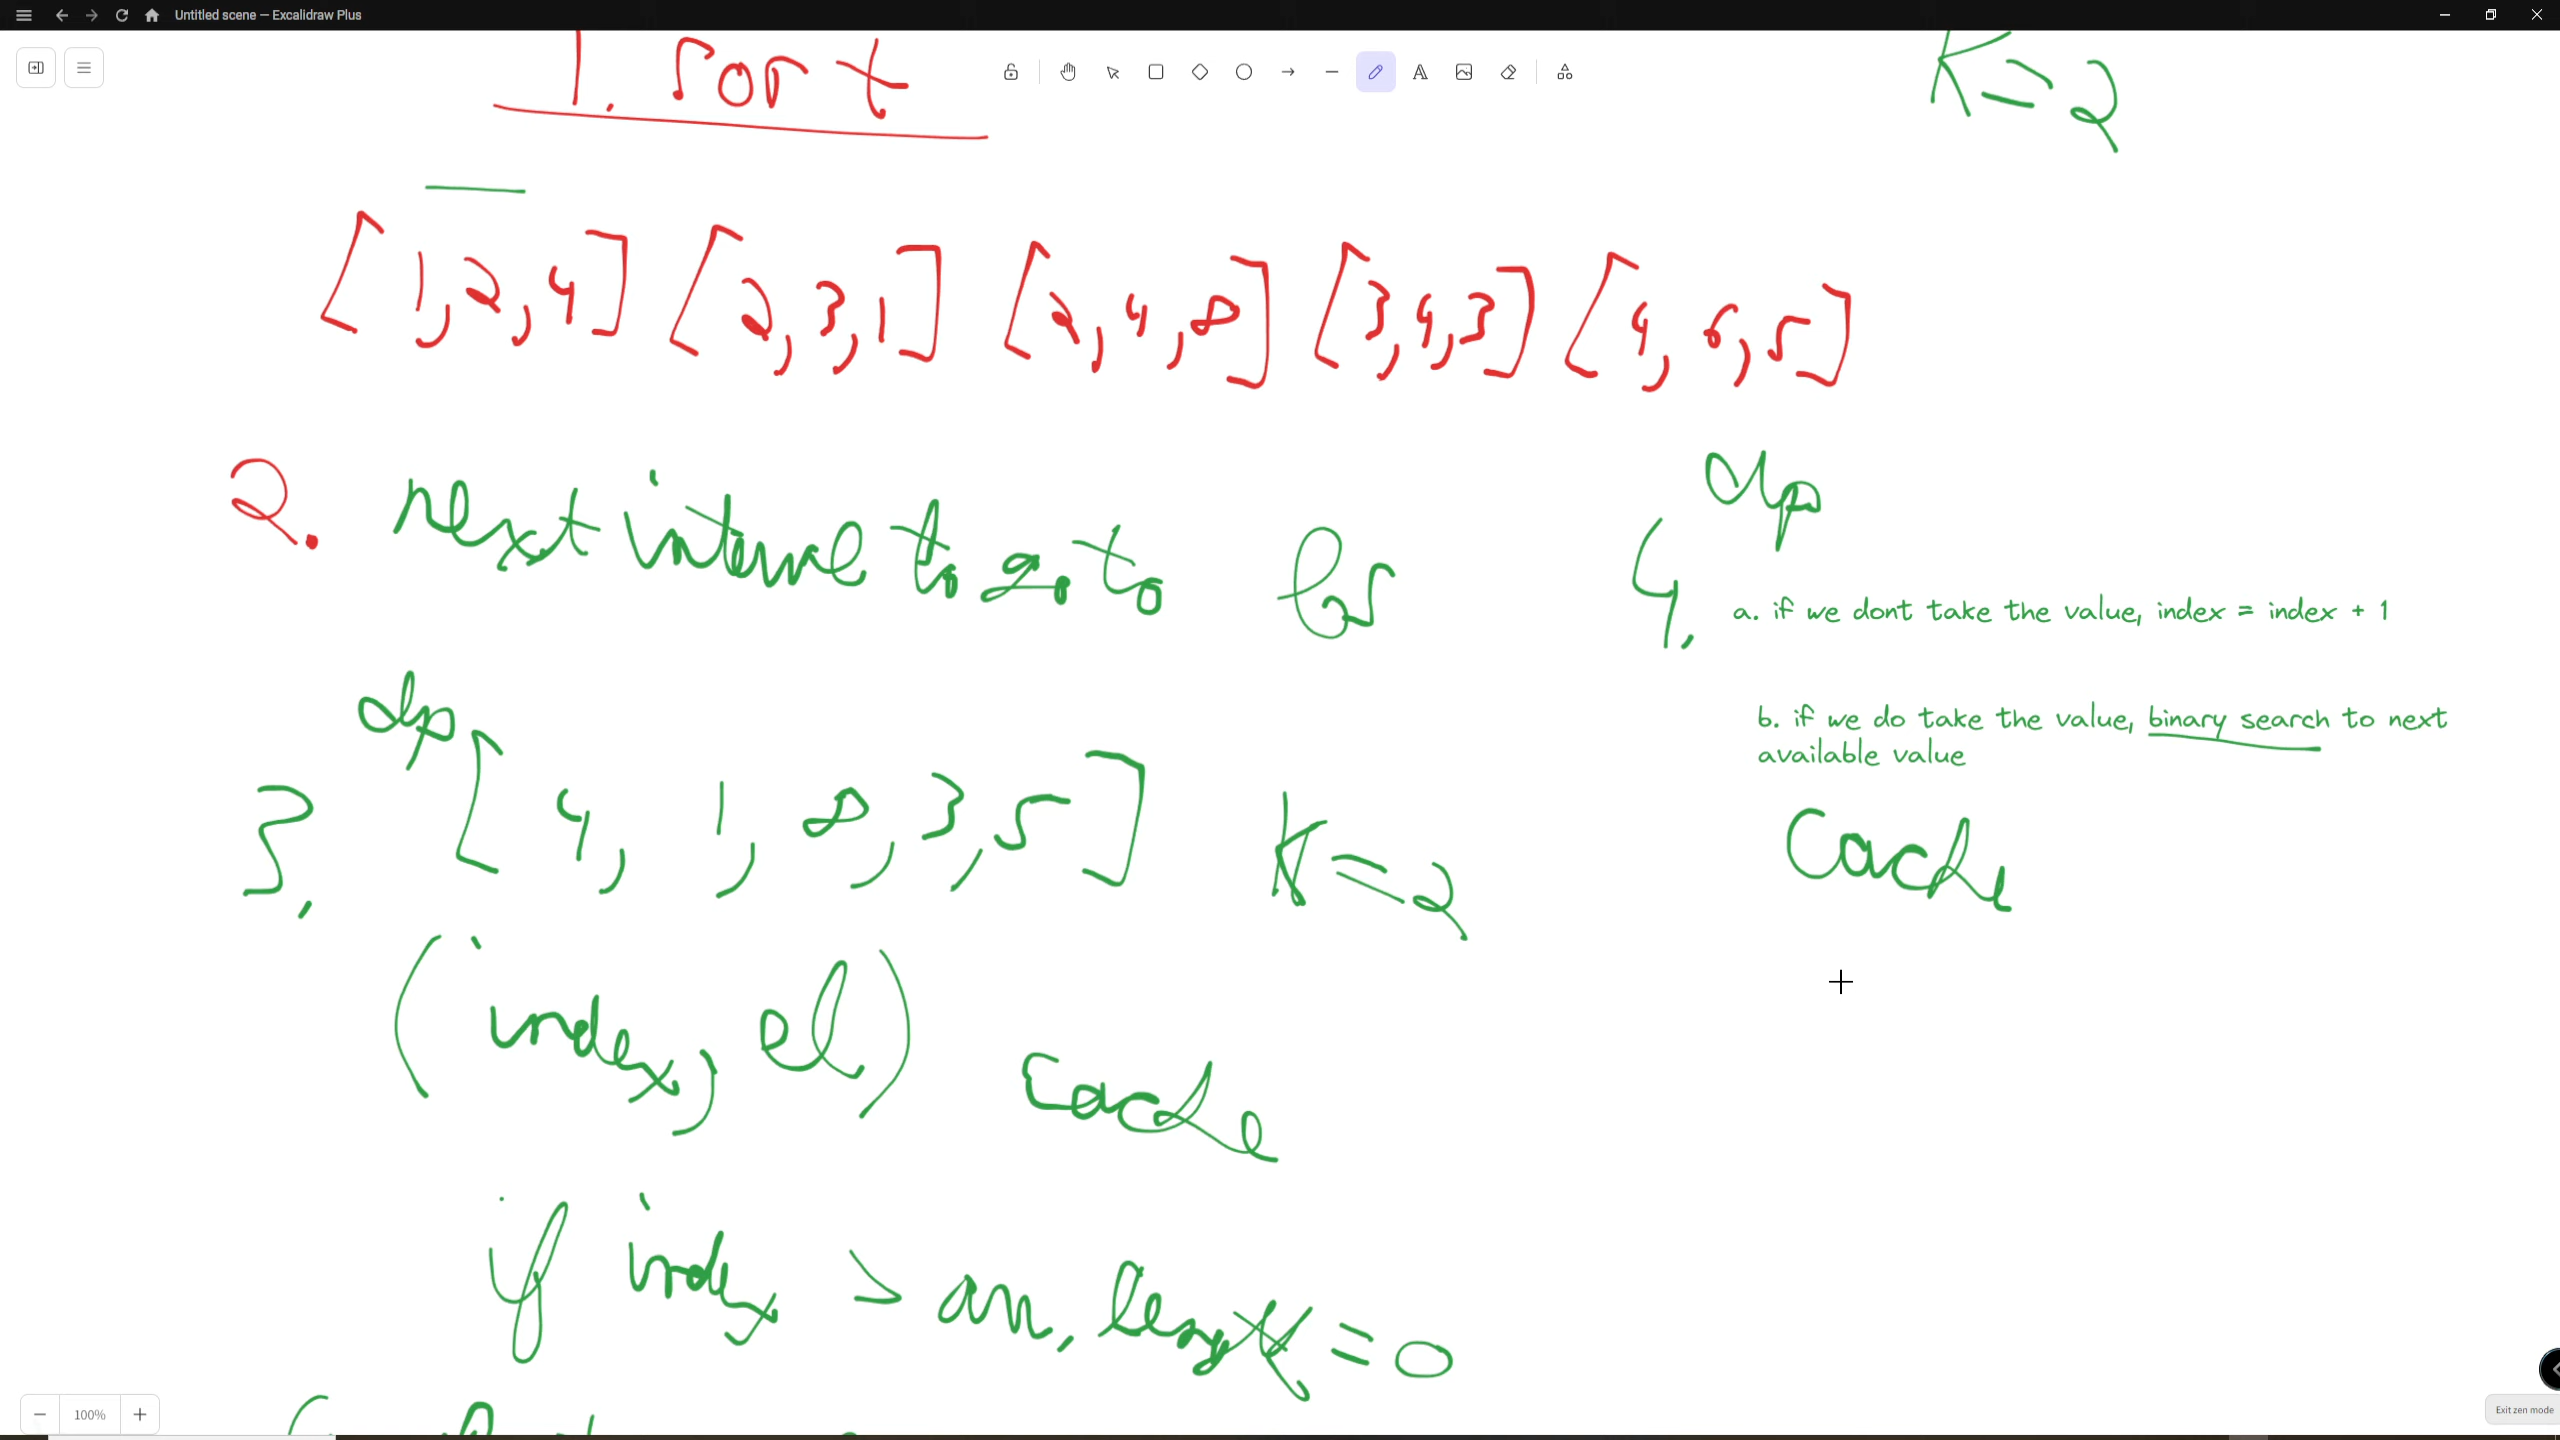 Untitled scene — Excalidraw Plus
1. sort
K=2
[1,2,4] [2,3,1] [2,4,8] [3,4,3] [4,6,5]
2. next interval to go to for
4. dp
a. if we dont take the value, index = index + 1
b. if we do take the value, binary search to next
available value
Cache
3. dp [4, 1, 8, 3, 5] K=2
(index, el) Cache
if index > arr.length = 0
100%
Exit zen mode